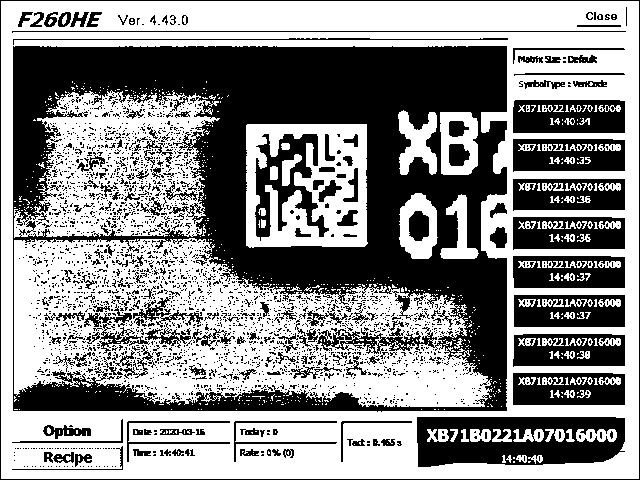 F260HE Ver. 4.43.0
Close
Matrix Size : Default
SymbolType : VeriCode
XB7
016
XB71B0221A07016000
14:40:34
XB71B0221A07016000
14:40:35
XB71B0221A07016000
14:40:36
XB71B0221A07016000
14:40:36
XB71B0221A07016000
14:40:37
XB71B0221A07016000
14:40:37
XB71B0221A07016000
14:40:38
XB71B0221A07016000
14:40:39
Option
Recipe
Date : 2020-03-16
Time : 14:40:41
Today : 0
Rate : 0% (0)
Tact : 0.465 s
XB71B0221A07016000
14:40:40